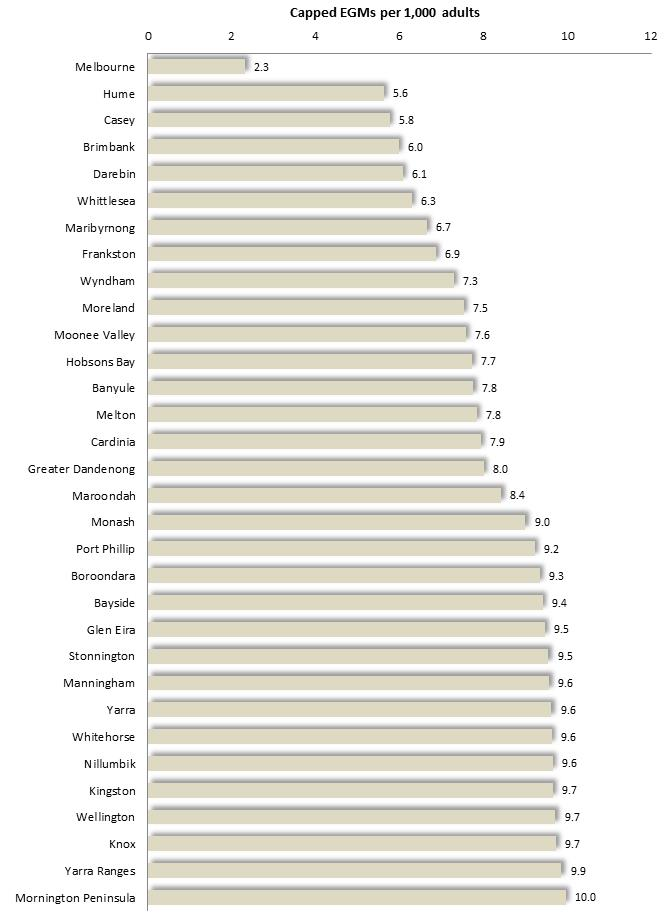 Capped EGMs per 1,000 adults
0 2 4 6 8 10 12
Melbourne 2.3
Hume 5.6
Casey 5.8
Brimbank 6.0
Darebin 6.1
Whittlesea 6.3
Maribyrnong 6.7
Frankston 6.9
Wyndham 7.3
Moreland 7.5
Moonee Valley 7.6
Hobsons Bay 7.7
Banyule 7.8
Melton 7.8
Cardinia 7.9
Greater Dandenong 8.0
Maroondah 8.4
Monash 9.0
Port Phillip 9.2
Boroondara 9.3
Bayside 9.4
Glen Eira 9.5
Stonnington 9.5
Manningham 9.6
Yarra 9.6
Whitehorse 9.6
Nillumbik 9.6
Kingston 9.7
Wellington 9.7
Knox 9.7
Yarra Ranges 9.9
Mornington Peninsula 10.0